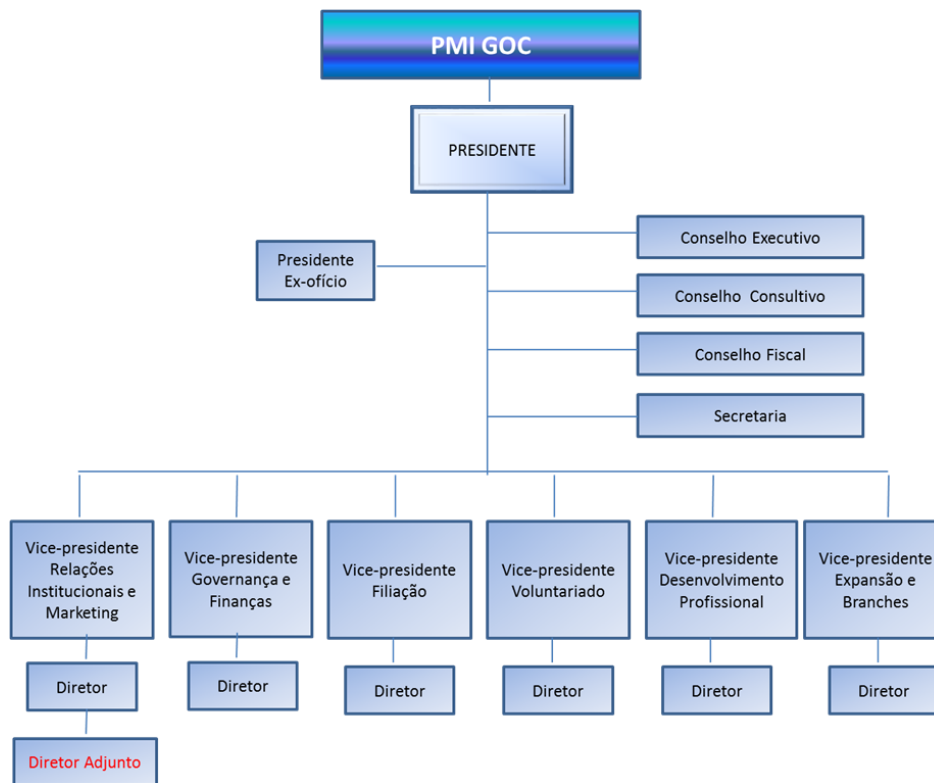 PMI GOC
PRESIDENTE
Conselho Executivo
Presidente
Ex-ofício
Conselho Consultivo
Conselho Fiscal
Secretaria
Vice-presidente
Relações
Institucionais e
Marketing
Vice-presidente
Governança e
Finanças
Vice-presidente
Filiação
Vice-presidente
Voluntariado
Vice-presidente
Desenvolvimento
Profissional
Vice-presidente
Expansão e
Branches
Diretor
Diretor
Diretor
Diretor
Diretor
Diretor
Diretor Adjunto